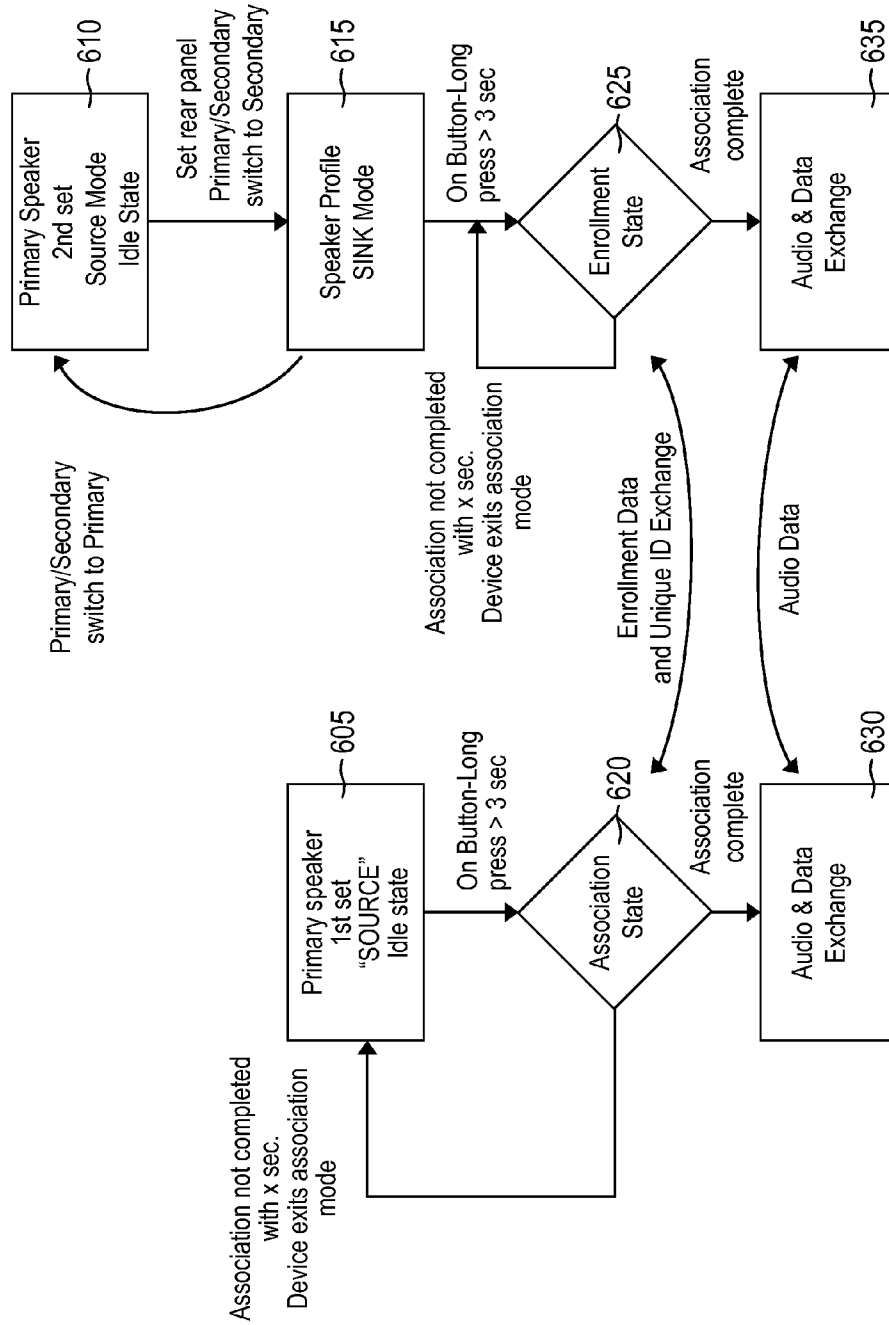 610
Primary Speaker
2nd set
Source Mode
Idle State
Set rear panel
Primary/Secondary
switch to Secondary
Primary/Secondary
switch to Primary
615
Speaker Profile
SINK Mode
605
Primary speaker
1st set
“SOURCE”
Idle state
Association not completed
with x sec.
Device exits association
mode
On Button-Long
press > 3 sec
Association not completed
with x sec.
Device exits association
mode
On Button-Long
press > 3 sec
620
Association
State
625
Enrollment
State
Enrollment Data
and Unique ID Exchange
Association
complete
Association
complete
Audio Data
630
Audio & Data
Exchange
635
Audio & Data
Exchange